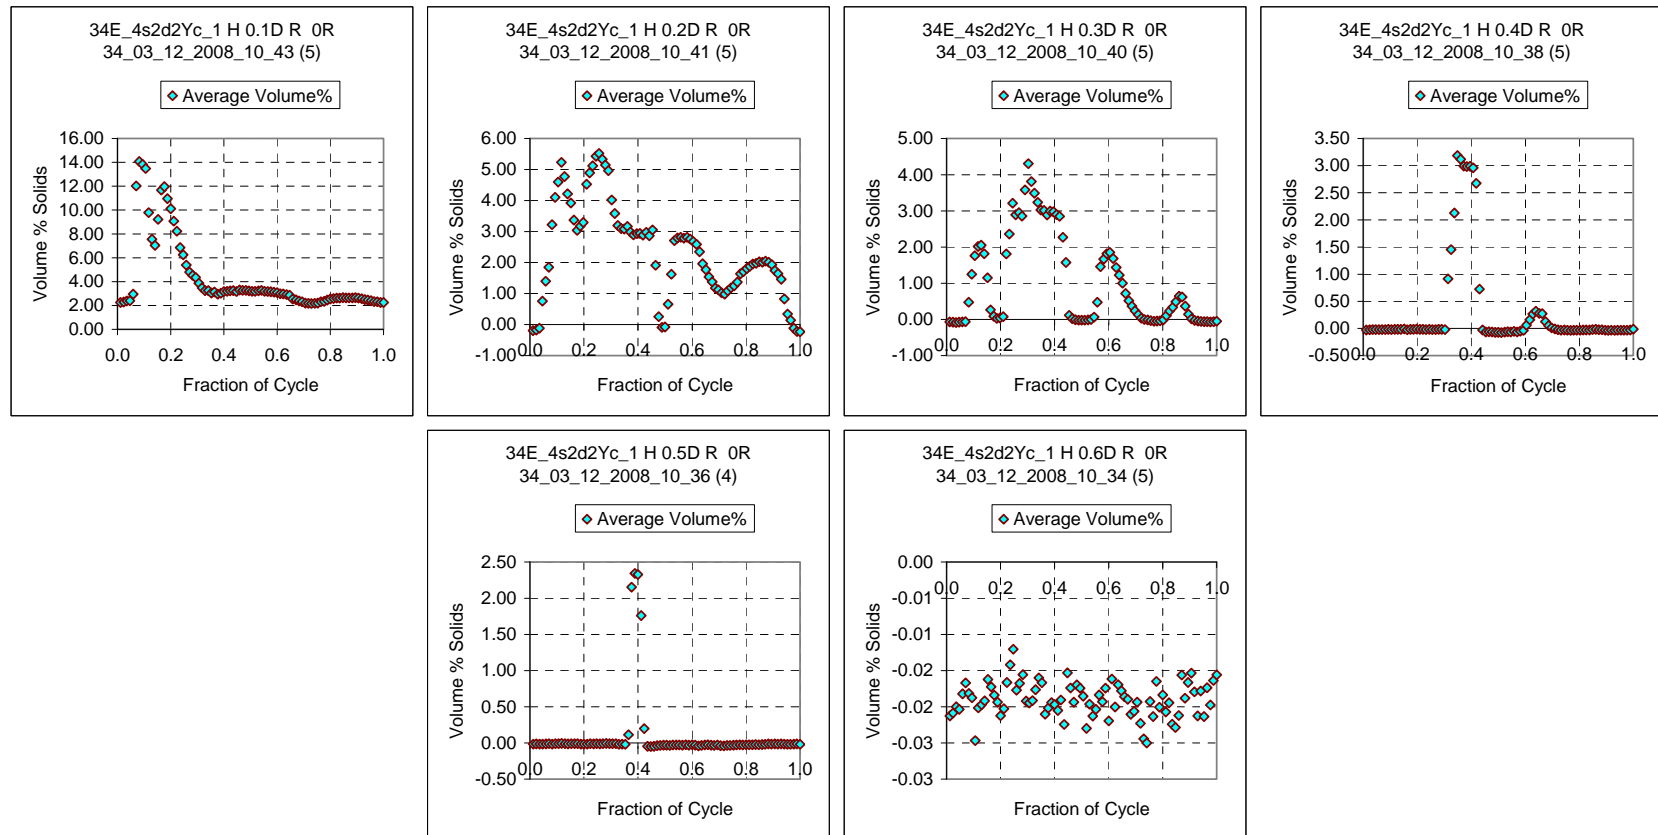 34E_4s2d2Yc_1 H 0.1D R 0R
34_03_12_2008_10_43 (5)
Average Volume%
Volume % Solids
16.00
14.00
12.00
10.00
8.00
6.00
4.00
2.00
0.00
0.0 0.2 0.4 0.6 0.8 1.0
Fraction of Cycle
34E_4s2d2Yc_1 H 0.2D R 0R
34_03_12_2008_10_41 (5)
Average Volume%
Volume % Solids
6.00
5.00
4.00
3.00
2.00
1.00
0.00
-1.00
0.0 0.2 0.4 0.6 0.8 1.0
Fraction of Cycle
34E_4s2d2Yc_1 H 0.3D R 0R
34_03_12_2008_10_40 (5)
Average Volume%
Volume % Solids
5.00
4.00
3.00
2.00
1.00
0.00
-1.00
0.0 0.2 0.4 0.6 0.8 1.0
Fraction of Cycle
34E_4s2d2Yc_1 H 0.4D R 0R
34_03_12_2008_10_38 (5)
Average Volume%
Volume % Solids
3.50
3.00
2.50
2.00
1.50
1.00
0.50
0.00
-0.50
0.0 0.2 0.4 0.6 0.8 1.0
Fraction of Cycle
34E_4s2d2Yc_1 H 0.5D R 0R
34_03_12_2008_10_36 (4)
Average Volume%
Volume % Solids
2.50
2.00
1.50
1.00
0.50
0.00
-0.50
0.0 0.2 0.4 0.6 0.8 1.0
Fraction of Cycle
34E_4s2d2Yc_1 H 0.6D R 0R
34_03_12_2008_10_34 (5)
Average Volume%
Volume % Solids
0.00
-0.01
-0.01
-0.02
-0.02
-0.03
-0.03
0.0 0.2 0.4 0.6 0.8 1.0
Fraction of Cycle